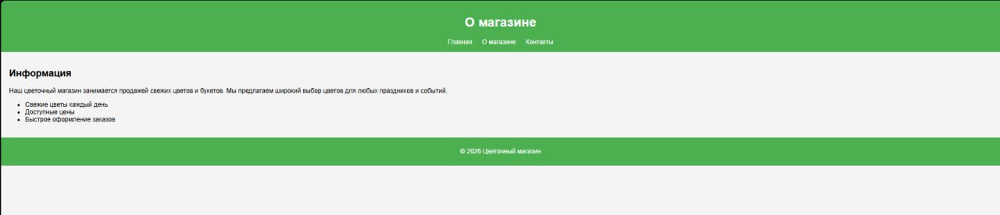 О магазине
Главная О магазине Контакты
Информация
Наш цветочный магазин занимается продажей свежих цветов и букетов. Мы предлагаем широкий выбор цветов для любых праздников и событий.
Свежие цветы каждый день
Доступные цены
Быстрое оформление заказов
© 2026 Цветочный магазин